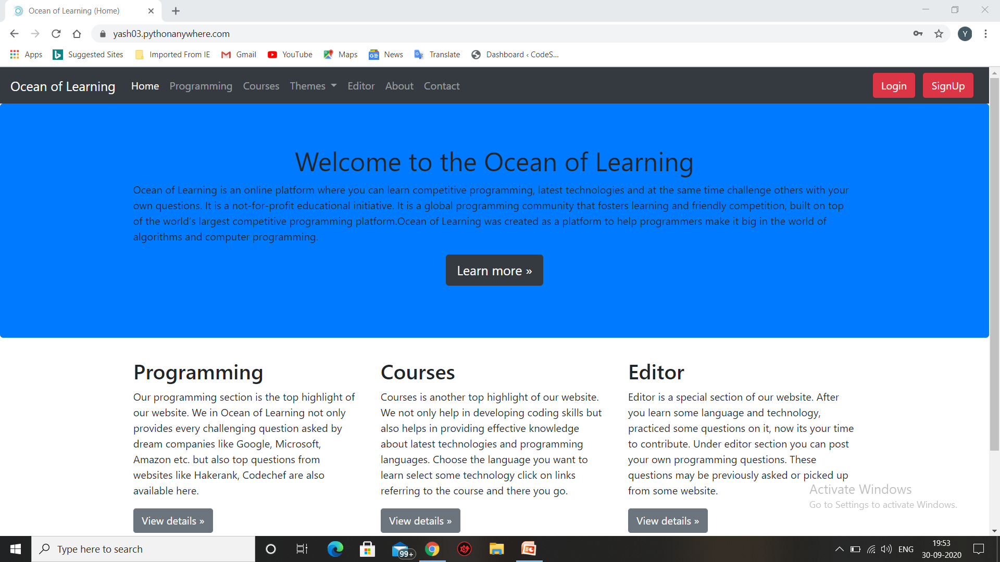 Ocean of Learning (Home)
yash03.pythonanywhere.com
Y
Apps Suggested Sites Imported From IE Gmail YouTube Maps News Translate Dashboard ‹ CodeS...
Ocean of Learning Home Programming Courses Themes Editor About Contact Login SignUp
Welcome to the Ocean of Learning
Ocean of Learning is an online platform where you can learn competitive programming, latest technologies and at the same time challenge others with your
own questions. It is a not-for-profit educational initiative. It is a global programming community that fosters learning and friendly competition, built on top
of the world's largest competitive programming platform.Ocean of Learning was created as a platform to help programmers make it big in the world of
algorithms and computer programming.
Learn more »
Programming
Our programming section is the top highlight of
our website. We in Ocean of Learning not only
provides every challenging question asked by
dream companies like Google, Microsoft,
Amazon etc. but also top questions from
websites like Hakerank, Codechef are also
available here.
View details »
Courses
Courses is another top highlight of our website.
We not only help in developing coding skills but
also helps in providing effective knowledge
about latest technologies and programming
languages. Choose the language you want to
learn select some technology click on links
referring to the course and there you go.
View details »
Editor
Editor is a special section of our website. After
you learn some language and technology,
practiced some questions on it, now its your time
to contribute. Under editor section you can post
your own programming questions. These
questions may be previously asked or picked up
from some website.
View details »
Activate Windows
Go to Settings to activate Windows.
Type here to search
99+
ENG
19:53
30-09-2020